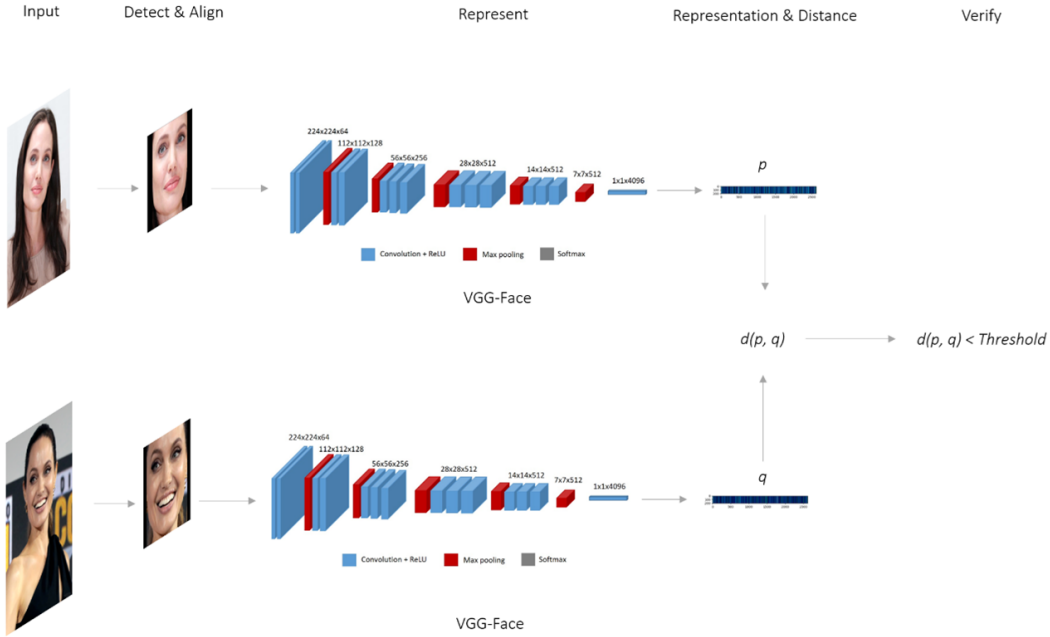 Input
Detect & Align
Represent
Representation & Distance
Verify
224x224x64
112x112x128
56x56x256
28x28x512
14x14x512
7x7x512
1x1x4096
p
Convolution + ReLU
Max pooling
Softmax
VGG-Face
d(p, q)
d(p, q) < Threshold
224x224x64
112x112x128
56x56x256
28x28x512
14x14x512
7x7x512
1x1x4096
q
Convolution + ReLU
Max pooling
Softmax
VGG-Face